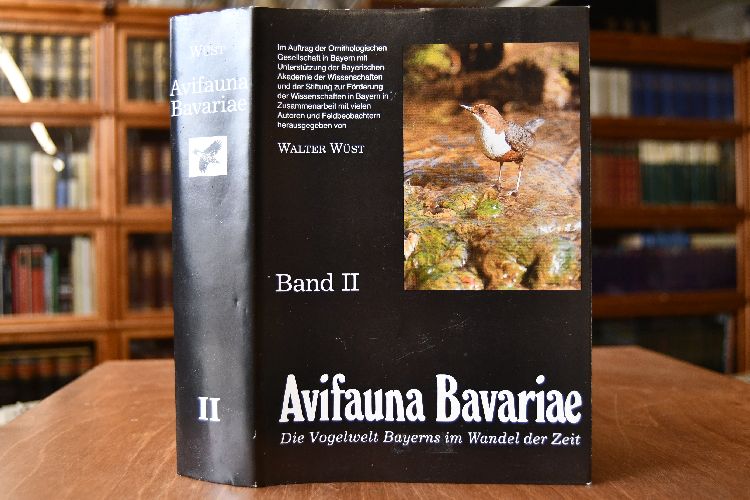 WÜST
Avifauna
Bavariae
II
Im Auftrag der Ornithologischen
Gesellschaft in Bayern mit
Unterstützung der Bayerischen
Akademie der Wissenschaften
und der Stiftung zur Förderung
der Wissenschaften in Bayern in
Zusammenarbeit mit vielen
Autoren und Feldbeobachtern
herausgegeben von
WALTER WÜST
Band II
Avifauna Bavariae
Die Vogelwelt Bayerns im Wandel der Zeit